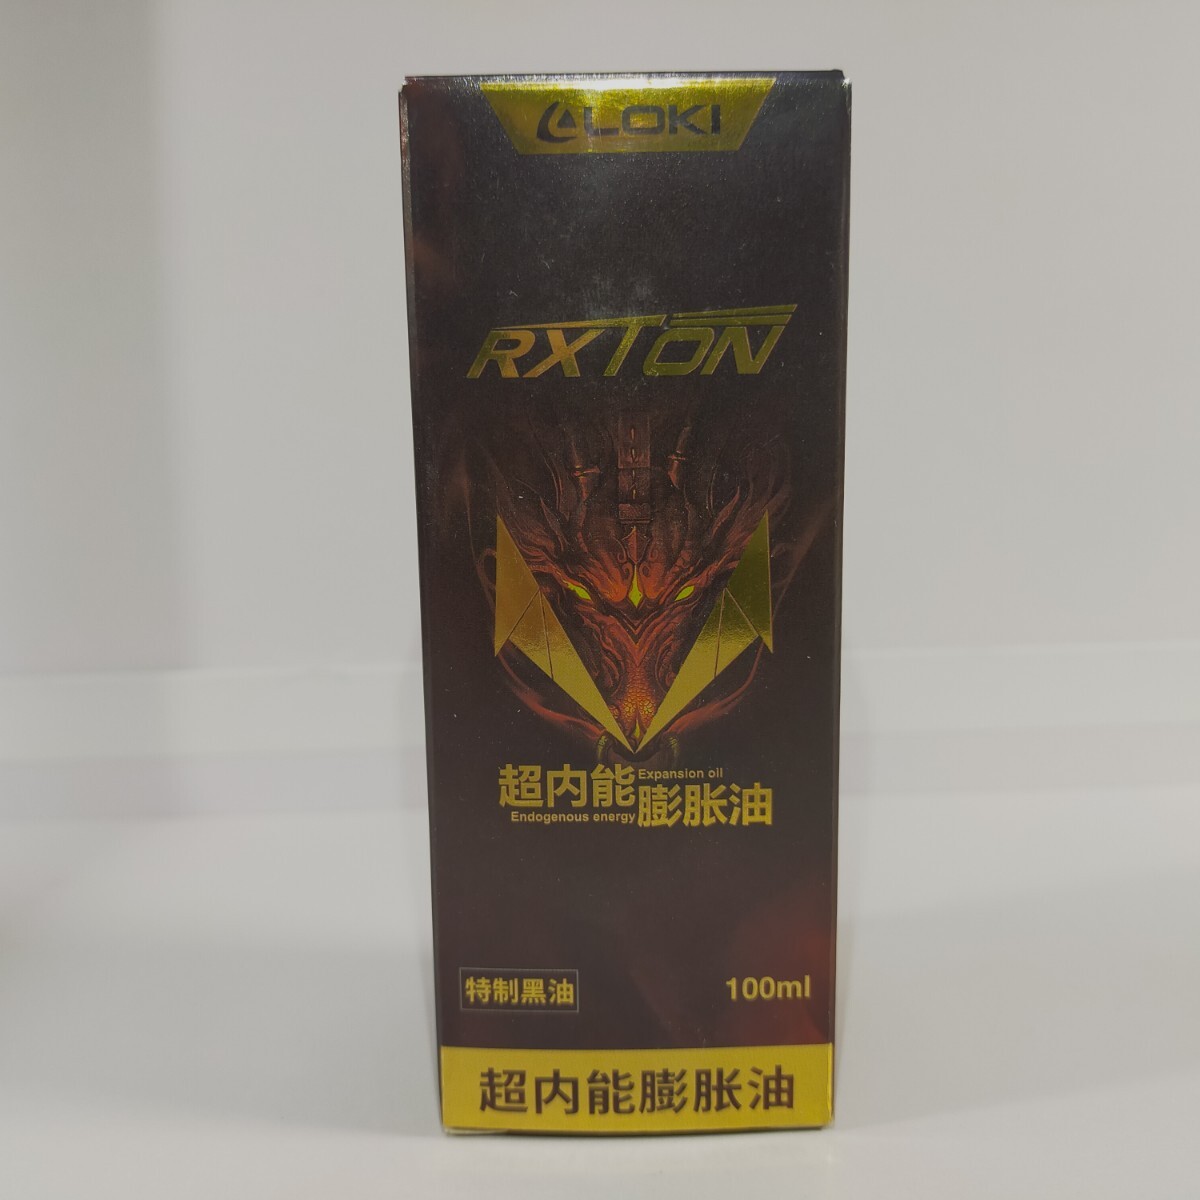 LOKI
RXTON
超内能
Expansion oil
Endogenous energy
膨胀油
特制黑油
100ml
超内能膨胀油